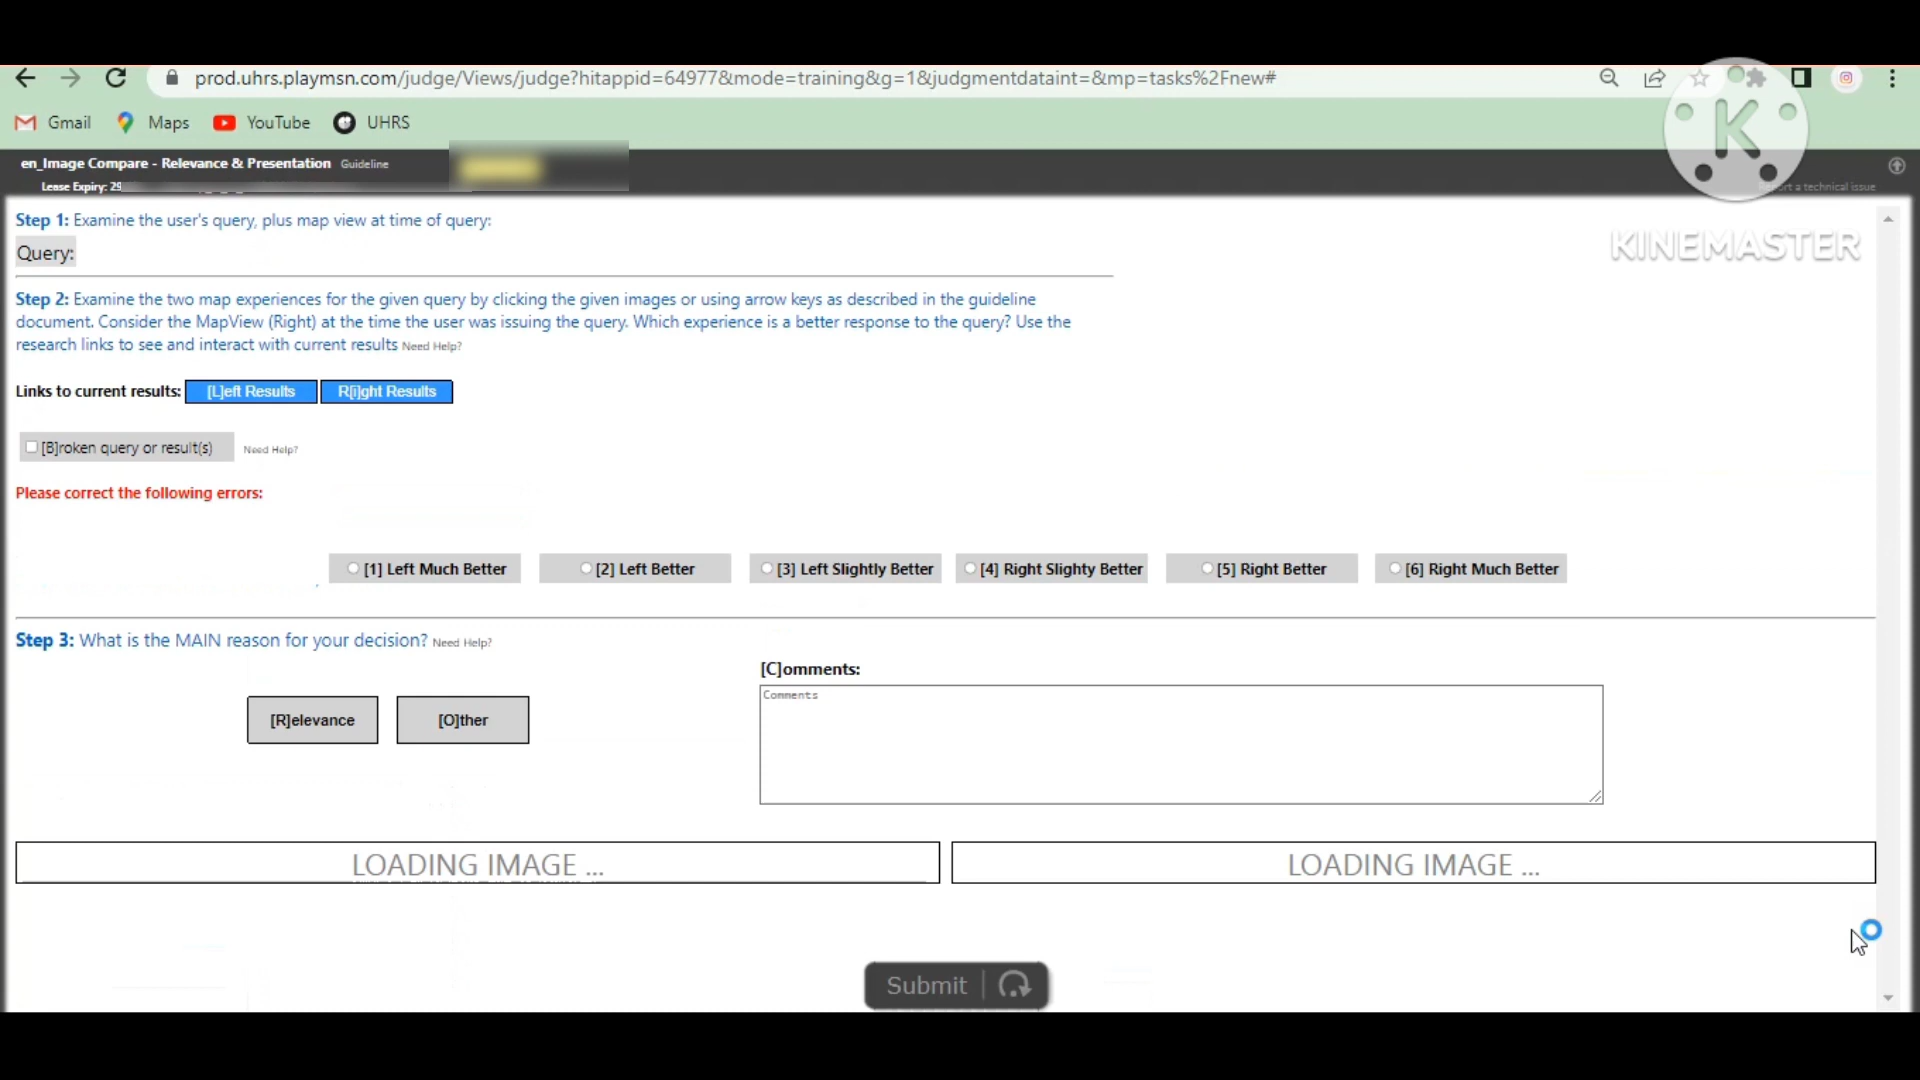 prod.uhrs.playmsn.com/judge/Views/judge?hitappid=64977&mode=training&g=1&judgmentdataint=&mp=tasks%2Fnew#
Gmail Maps YouTube UHRS
K
en_Image Compare - Relevance & Presentation Guideline
Lease Expiry: 29
a technical issue
KINEMASTER
Step 1: Examine the user's query, plus map view at time of query:
Query:
Step 2: Examine the two map experiences for the given query by clicking the given images or using arrow keys as described in the guideline
document. Consider the MapView (Right) at the time the user was issuing the query. Which experience is a better response to the query? Use the
research links to see and interact with current results Need Help?
Links to current results: [L]eft Results R[i]ght Results
[B]roken query or result(s) Need Help?
Please correct the following errors:
[1] Left Much Better [2] Left Better [3] Left Slightly Better [4] Right Slighty Better [5] Right Better [6] Right Much Better
Step 3: What is the MAIN reason for your decision? Need Help?
[C]omments:
Comments
[R]elevance [O]ther
LOADING IMAGE ... LOADING IMAGE ...
Submit